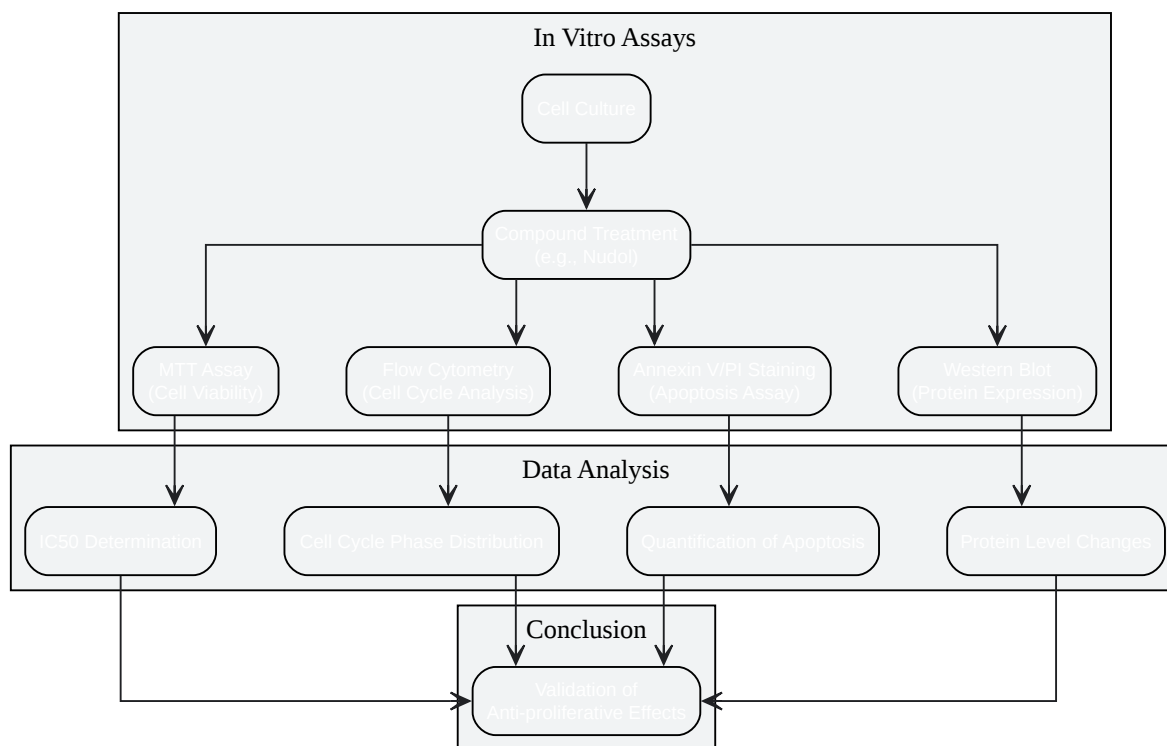 In Vitro Assays
Cell Culture
Compound Treatment
(e.g., Nudol)
MTT Assay
(Cell Viability)
Flow Cytometry
(Cell Cycle Analysis)
Annexin V/PI Staining
(Apoptosis Assay)
Western Blot
(Protein Expression)
Data Analysis
IC50 Determination
Cell Cycle Phase Distribution
Quantification of Apoptosis
Protein Level Changes
Conclusion
Validation of
Anti-proliferative Effects